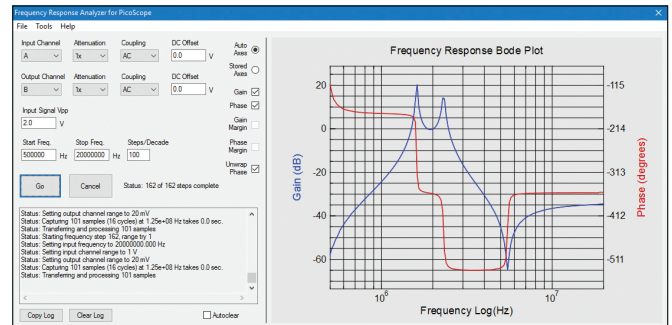 Frequency Response Analyzer for PicoScope
File Tools Help
Input Channel Attenuation Coupling DC Offset
A 1x AC 0.0 V
Output Channel Attenuation Coupling DC Offset
B 1x AC 0.0 V
Input Signal Vpp
2.0 V
Start Freq. Stop Freq. Steps/Decade
500000 Hz 20000000 Hz 100
Go Cancel Status: 162 of 162 steps complete
Auto Axes
Stored Axes
Gain
Phase
Gain Margin
Phase Margin
Unwrap Phase
Status: Setting output channel range to 20 mV
Status: Capturing 101 samples (16 cycles) at 1.25e+08 Hz takes 0.0 sec.
Status: Transferring and processing 101 samples
Status: Starting frequency step 162, range try 1
Status: Setting input frequency to 20000000.000 Hz
Status: Setting input channel range to 1 V
Status: Setting output channel range to 20 mV
Status: Capturing 101 samples (16 cycles) at 1.25e+08 Hz takes 0.0 sec.
Status: Transferring and processing 101 samples
Copy Log Clear Log Autoclear
Frequency Response Bode Plot
Gain (dB)
20
0
-20
-40
-60
-115
-214
-313
-412
-511
Phase (degrees)
10⁶ 10⁷
Frequency Log(Hz)